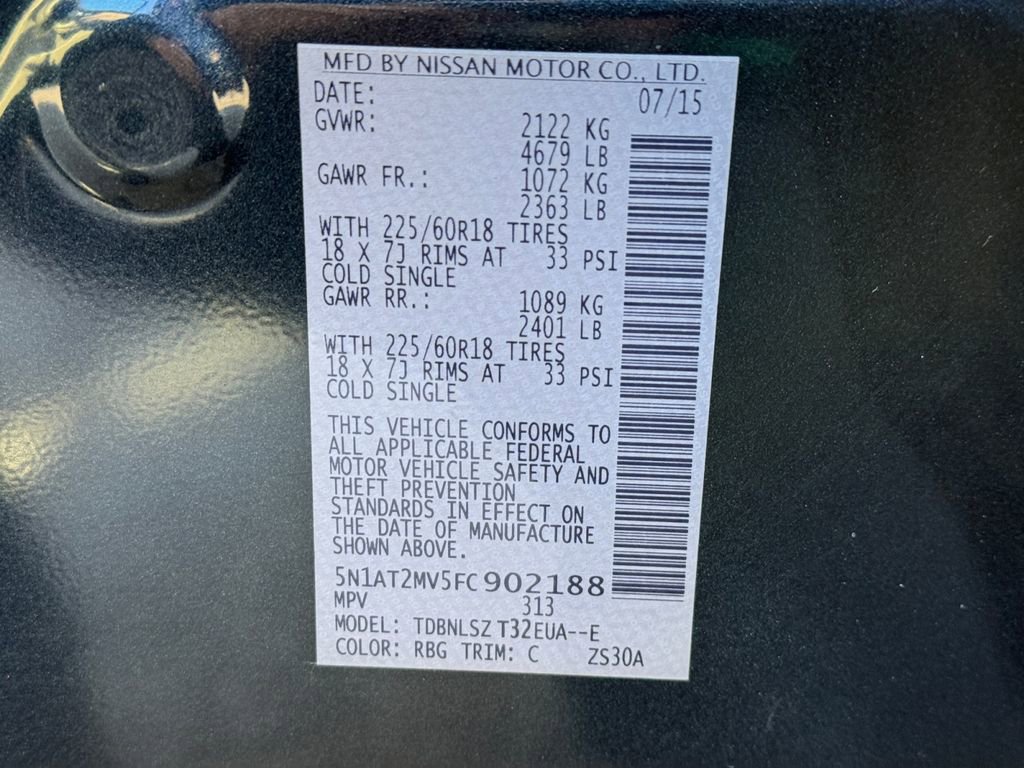 MFD BY NISSAN MOTOR CO., LTD.
DATE: 07/15
GVWR: 2122 KG
4679 LB
GAWR FR.: 1072 KG
2363 LB
WITH 225/60R18 TIRES
18 X 7J RIMS AT 33 PSI
COLD SINGLE
GAWR RR.: 1089 KG
2401 LB
WITH 225/60R18 TIRES
18 X 7J RIMS AT 33 PSI
COLD SINGLE
THIS VEHICLE CONFORMS TO
ALL APPLICABLE FEDERAL
MOTOR VEHICLE SAFETY AND
THEFT PREVENTION
STANDARDS IN EFFECT ON
THE DATE OF MANUFACTURE
SHOWN ABOVE.
5N1AT2MV5FC902188
MPV 313
MODEL: TDBNLSZ T32EUA--E
COLOR: RBG TRIM: C ZS30A